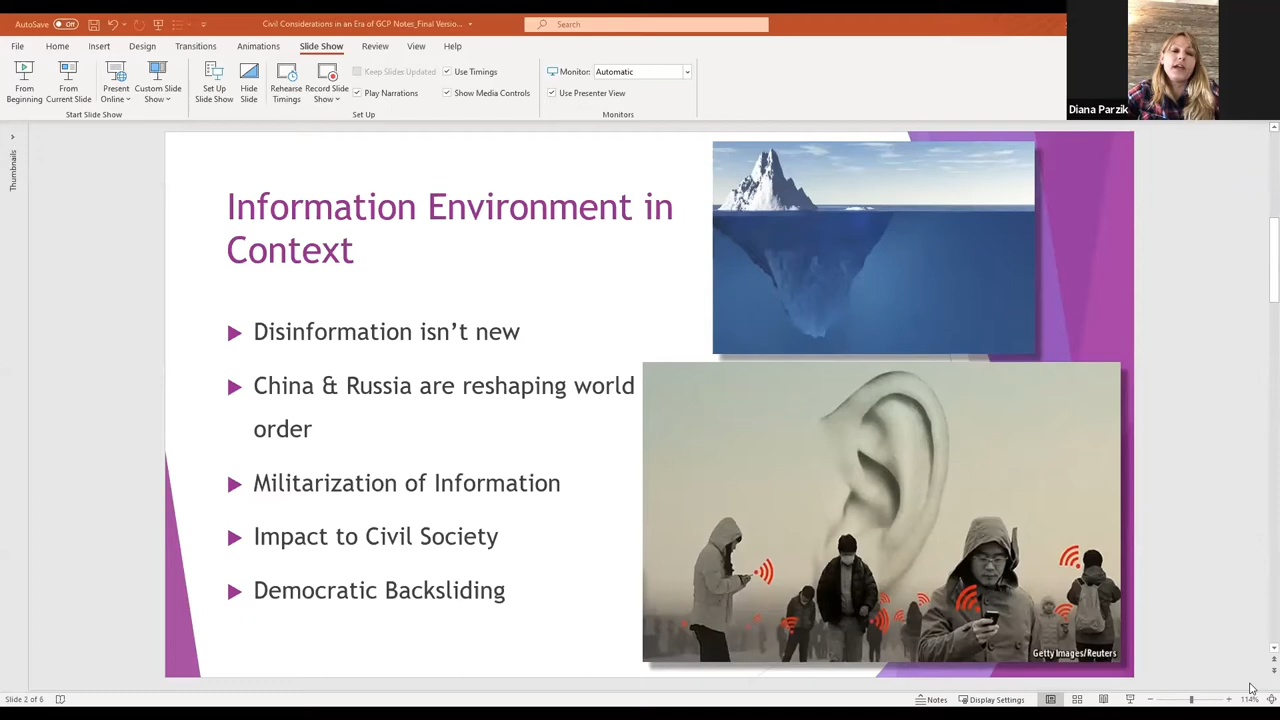 AutoSave
Off
Civil Considerations in an Era of GCP Notes_Final Versio...
Search
File Home Insert Design Transitions Animations Slide Show Review View Help
From Beginning
From Current Slide
Present Online
Custom Slide Show
Set Up Slide Show
Hide Slide
Rehearse Timings
Record Slide Show
Keep Slides Updated
Use Timings
Play Narrations
Show Media Controls
Monitor: Automatic
Use Presenter View
Start Slide Show
Set Up
Monitors
Diana Parzik
Thumbnails
Information Environment in
Context
Disinformation isn't new
China & Russia are reshaping world
order
Militarization of Information
Impact to Civil Society
Democratic Backsliding
Getty Images/Reuters
Slide 2 of 6
Notes
Display Settings
114%